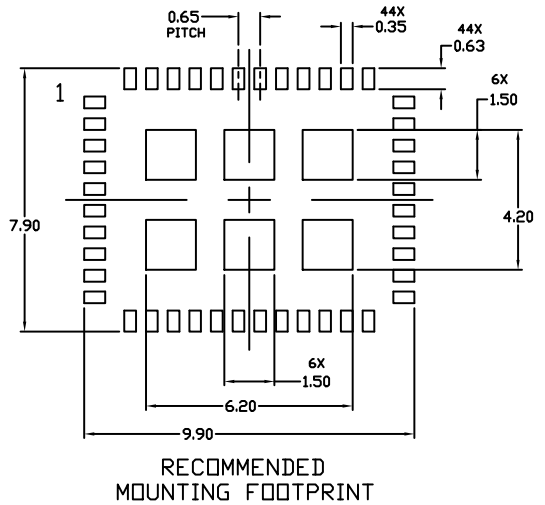 0.65
PITCH
44X
0.35
44X
0.63
6X
1.50
1
7.90
4.20
6X
1.50
6.20
9.90
RECOMMENDED
MOUNTING FOOTPRINT